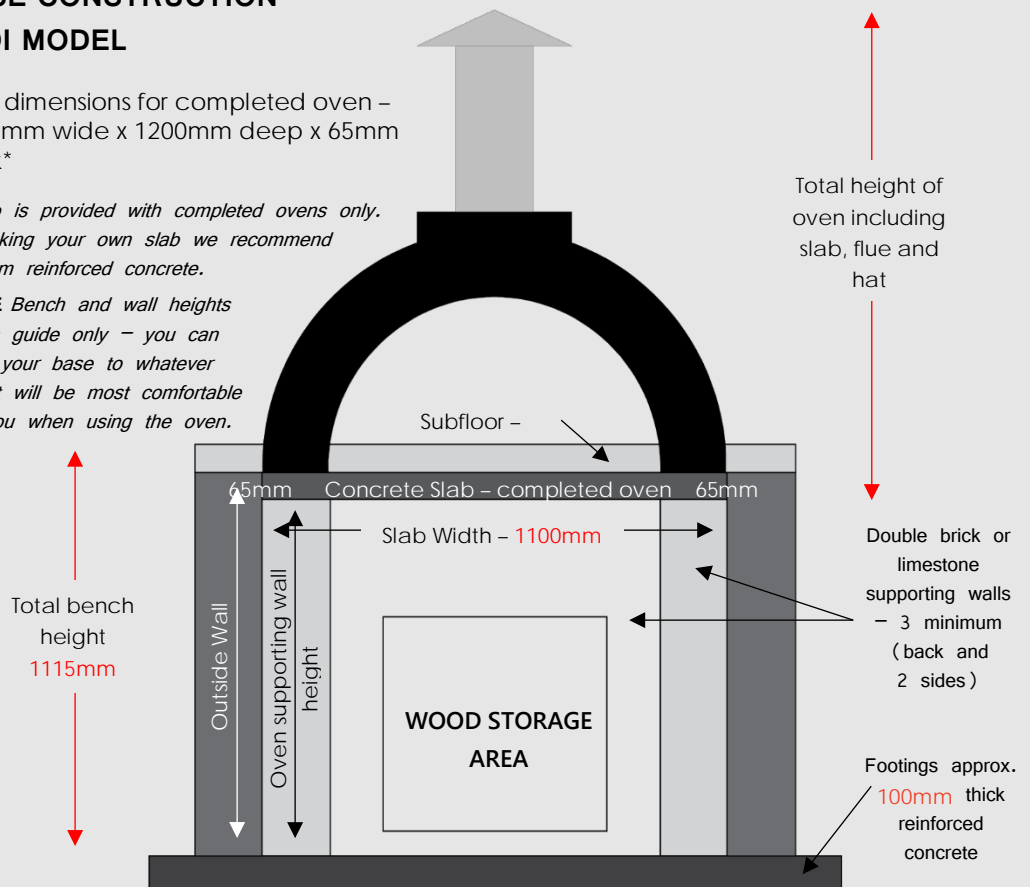 SE CONSTRUCTION
DI MODEL
dimensions for completed oven –
mm wide x 1200mm deep x 65mm
*
is provided with completed ovens only.
king your own slab we recommend
m reinforced concrete.
Bench and wall heights
guide only – you can
your base to whatever
t will be most comfortable
ou when using the oven.
Total height of
oven including
slab, flue and
hat
Subfloor –
65mm Concrete Slab – completed oven 65mm
Slab Width – 1100mm
Double brick or
limestone
supporting walls
– 3 minimum
(back and
2 sides)
Total bench
height
1115mm
Outside Wall
Oven supporting wall
height
WOOD STORAGE
AREA
Footings approx.
100mm thick
reinforced
concrete